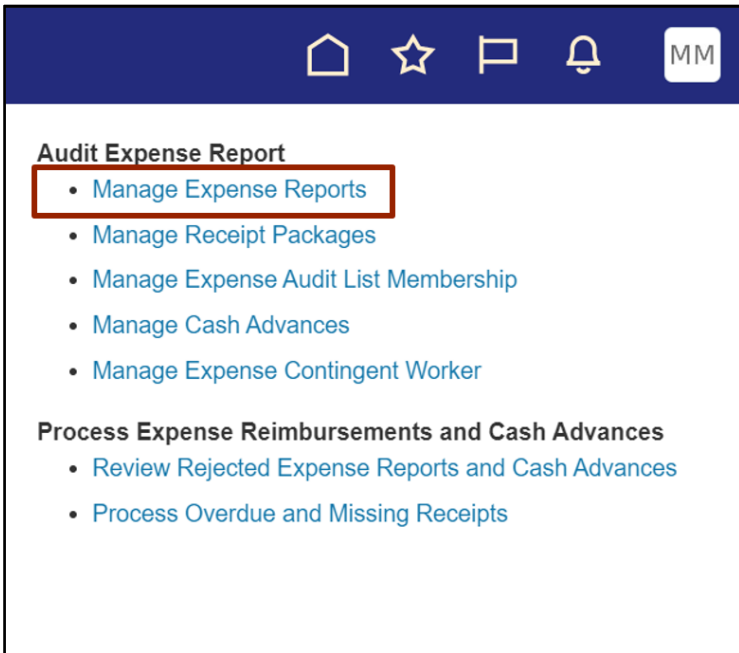 MM
Audit Expense Report
Manage Expense Reports
Manage Receipt Packages
Manage Expense Audit List Membership
Manage Cash Advances
Manage Expense Contingent Worker
Process Expense Reimbursements and Cash Advances
Review Rejected Expense Reports and Cash Advances
Process Overdue and Missing Receipts